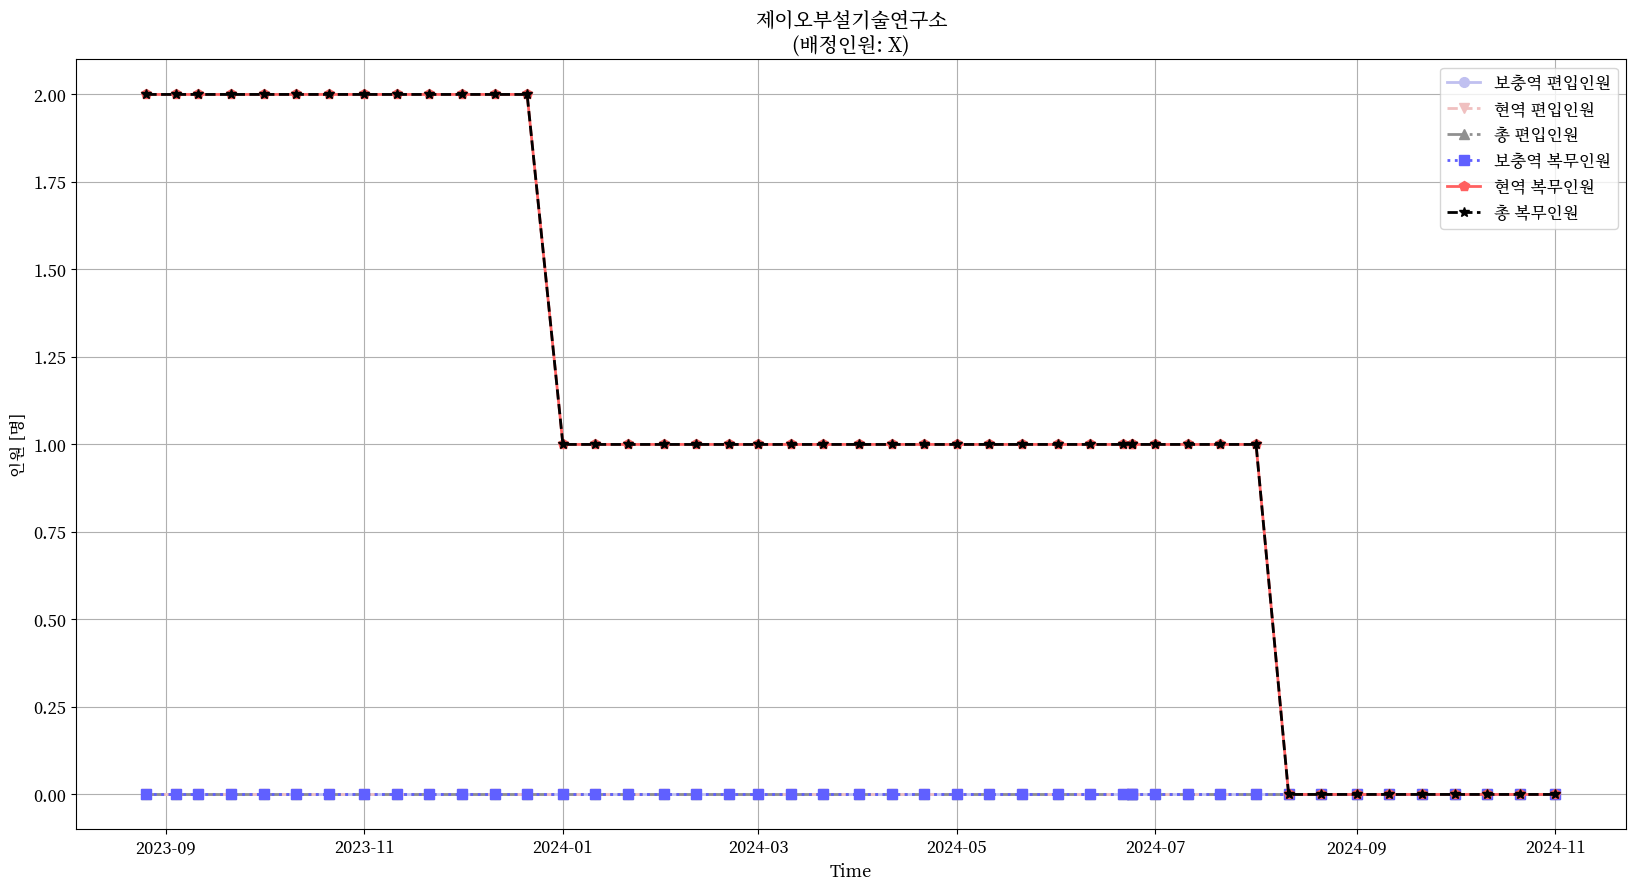 제이오부설기술연구소
(배정인원: X)
보충역 편입인원
현역 편입인원
총 편입인원
보충역 복무인원
현역 복무인원
총 복무인원
인원 [명]
2.00
1.75
1.50
1.25
1.00
0.75
0.50
0.25
0.00
2023-09
2023-11
2024-01
2024-03
2024-05
2024-07
2024-09
2024-11
Time